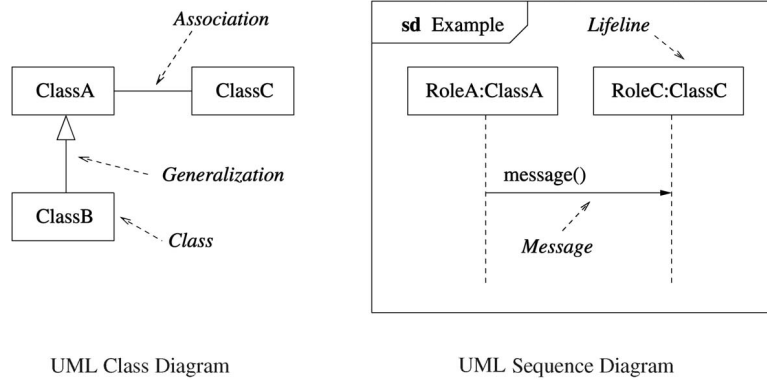 Association
ClassA
ClassC
Generalization
ClassB
Class
UML Class Diagram
sd Example
Lifeline
RoleA:ClassA
RoleC:ClassC
message()
Message
UML Sequence Diagram